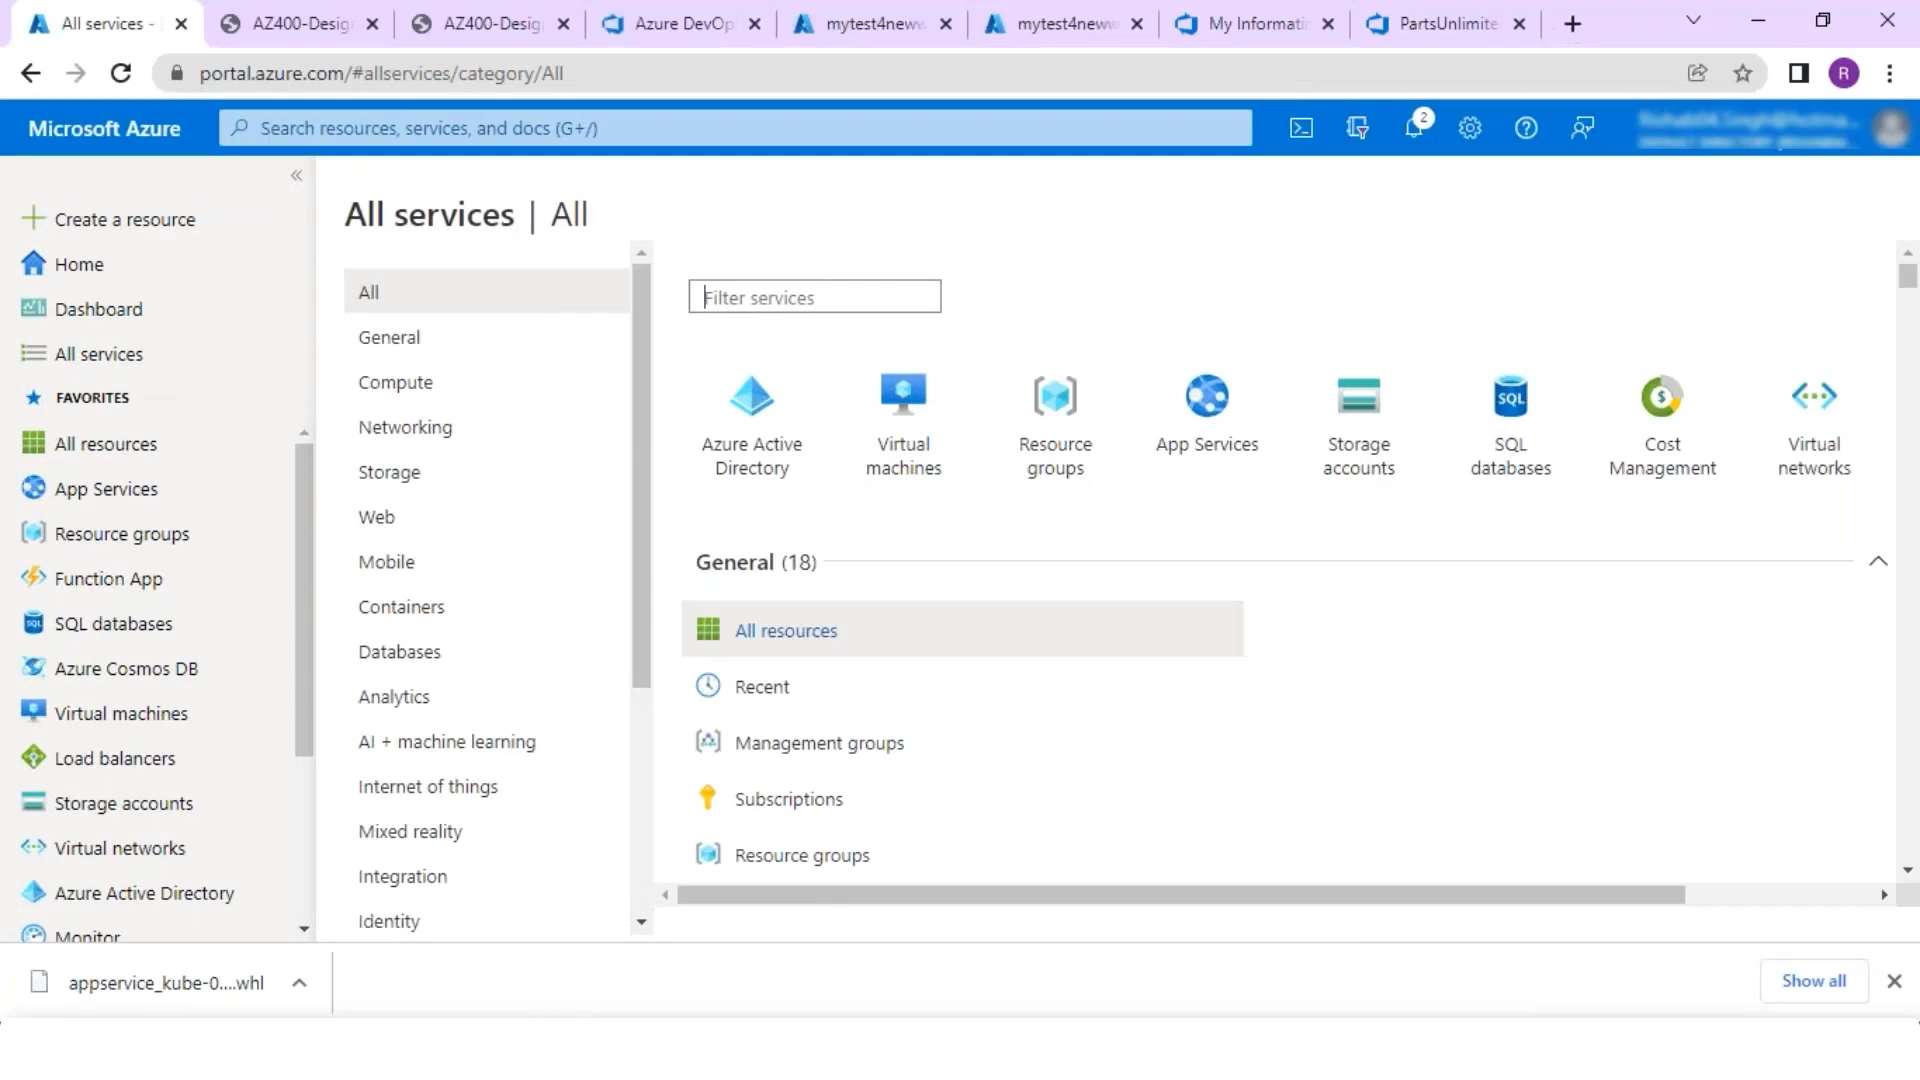 All services -
AZ400-Desig
AZ400-Desig
Azure DevOp
mytest4neww
mytest4neww
My Informati
PartsUnlimite
portal.azure.com/#allservices/category/All
R
Microsoft Azure
Search resources, services, and docs (G+/)
2
Create a resource
Home
Dashboard
All services
FAVORITES
All resources
App Services
Resource groups
Function App
SQL databases
Azure Cosmos DB
Virtual machines
Load balancers
Storage accounts
Virtual networks
Azure Active Directory
Monitor
All services | All
All
General
Compute
Networking
Storage
Web
Mobile
Containers
Databases
Analytics
AI + machine learning
Internet of things
Mixed reality
Integration
Identity
Filter services
Azure Active
Directory
Virtual
machines
Resource
groups
App Services
Storage
accounts
SQL
SQL
databases
Cost
Management
Virtual
networks
General (18)
All resources
Recent
Management groups
Subscriptions
Resource groups
appservice_kube-0....whl
Show all